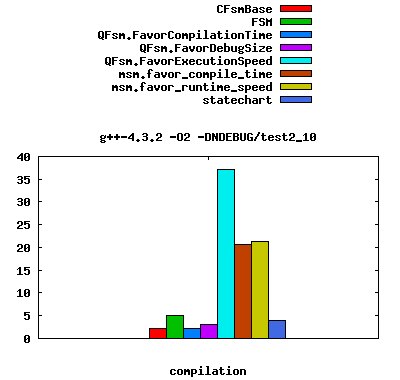 CFsmBase
FSM
QFsm.FavorCompilationTime
QFsm.FavorDebugSize
QFsm.FavorExecutionSpeed
msm.favor_compile_time
msm.favor_runtime_speed
statechart
g++-4.3.2 -O2 -DNDEBUG/test2_10
40
35
30
25
20
15
10
5
0
compilation